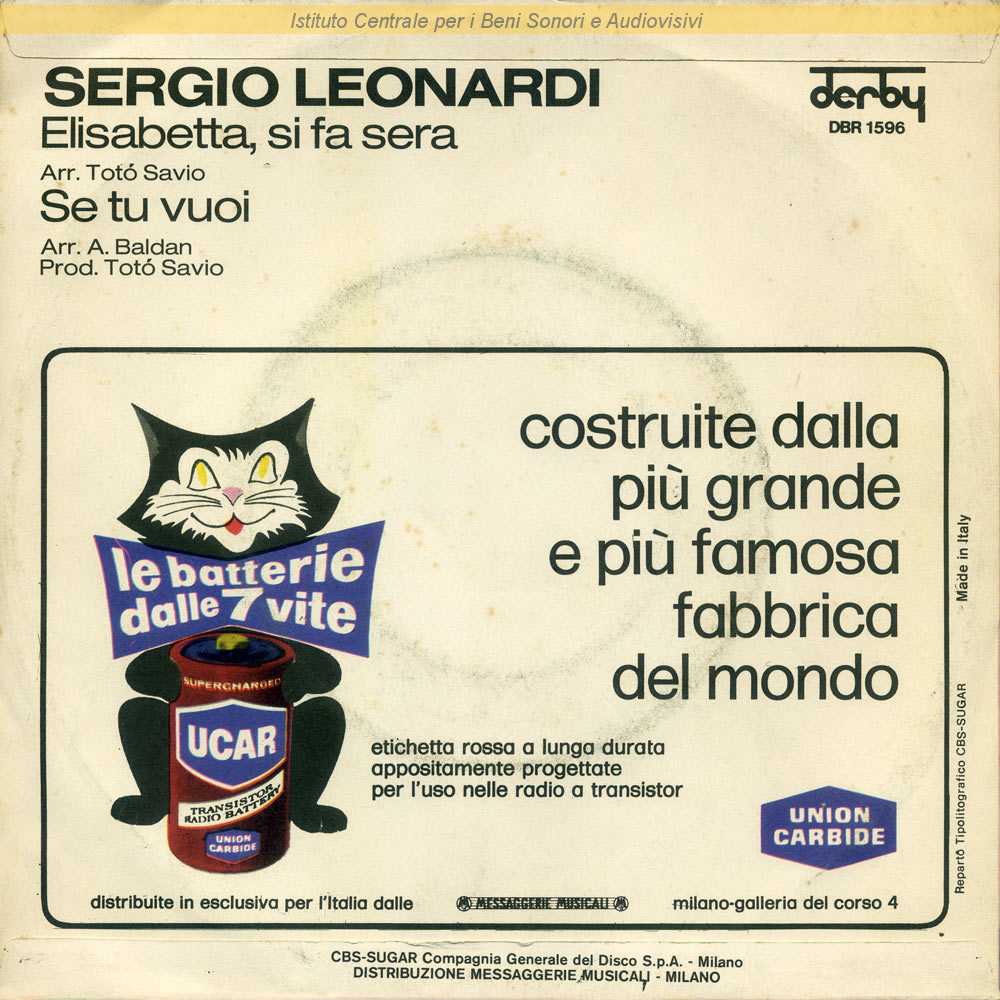 Istituto Centrale per i Beni Sonori e Audiovisivi
SERGIO LEONARDI
Elisabetta, si fa sera
Arr. Totó Savio
Se tu vuoi
Arr. A. Baldan
Prod. Totó Savio
derby
DBR 1596
le batterie
dalle 7 vite
SUPERCHARGED
UCAR
TRANSISTOR
RADIO BATTERY
UNION
CARBIDE
costruite dalla
più grande
e più famosa
fabbrica
del mondo
etichetta rossa a lunga durata
appositamente progettate
per l'uso nelle radio a transistor
UNION
CARBIDE
distribuite in esclusiva per l'Italia dalle
MESSAGGERIE MUSICALI
milano-galleria del corso 4
Made in Italy
Reparto Tipolitografico CBS-SUGAR
CBS-SUGAR Compagnia Generale del Disco S.p.A. - Milano
DISTRIBUZIONE MESSAGGERIE MUSICALI - MILANO